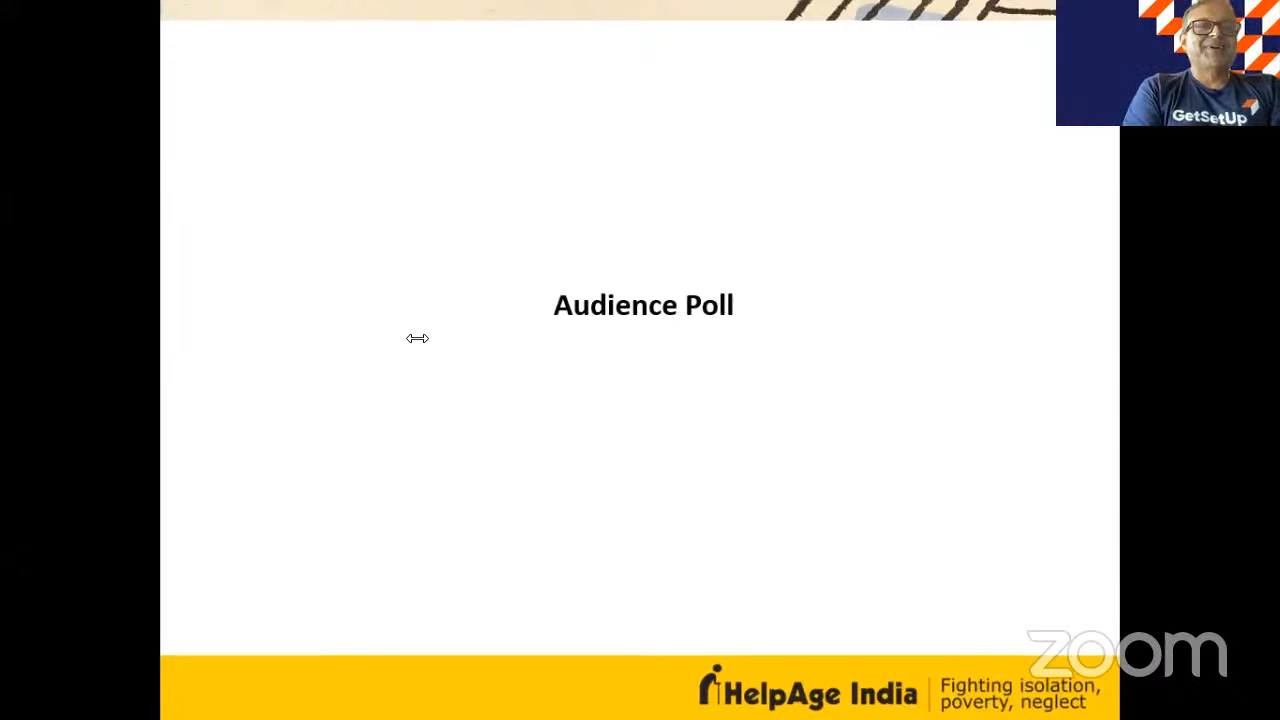 GetSetUp
Audience Poll
zoom
HelpAge India
Fighting isolation,
poverty, neglect